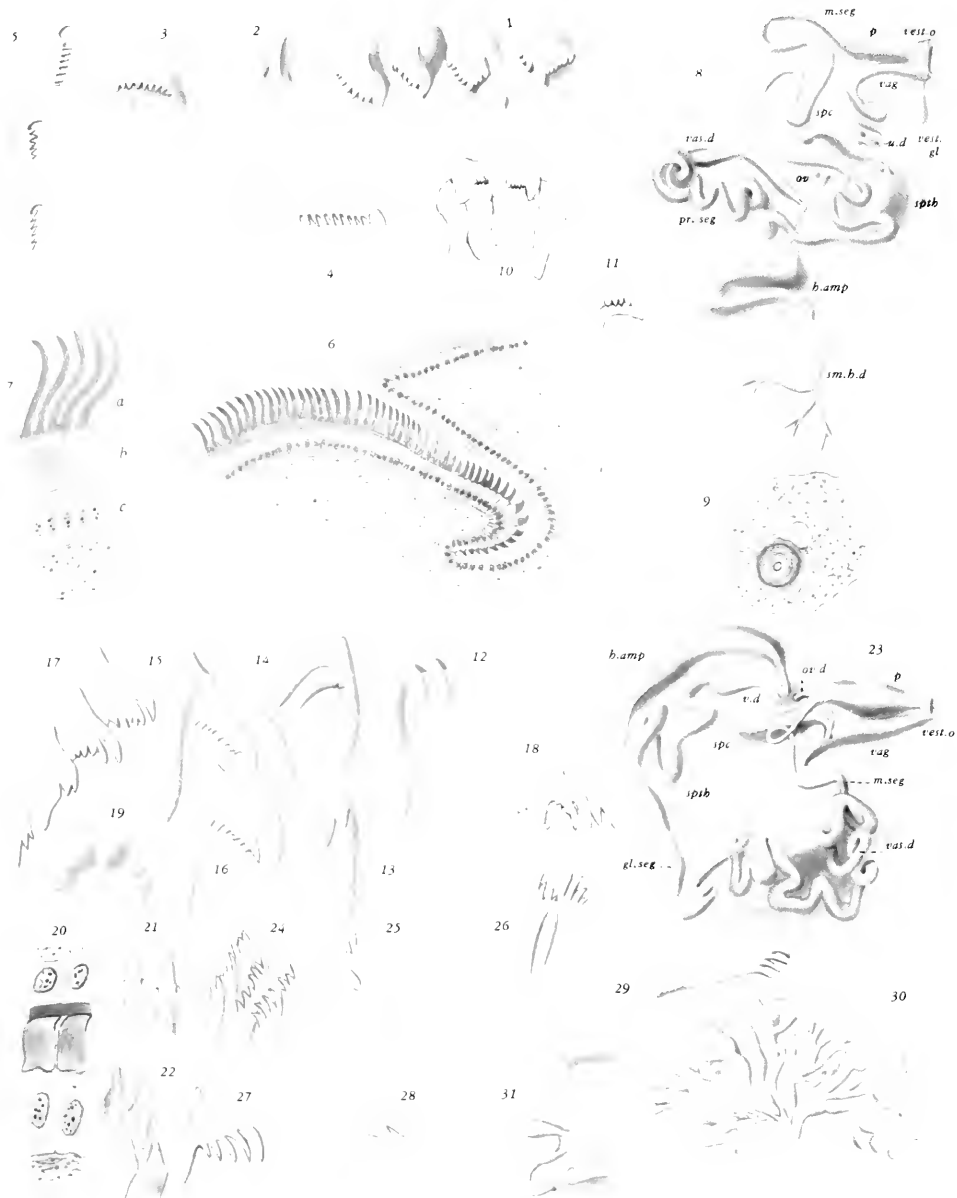 5
3
2
1
8
m.seg
p
vest.o
vag
spc
vas.d
u.d
vest.
gl
ov
spth
pr. seg
4
10
11
h.amp
6
7
a
b
c
sm.h.d
9
17
15
14
12
h.amp
ov.d
23
p
v.d
spc
vest.o
vag
18
m.seg
spth
19
16
13
gl.seg
vas.d
20
21
24
25
26
29
30
22
27
28
31